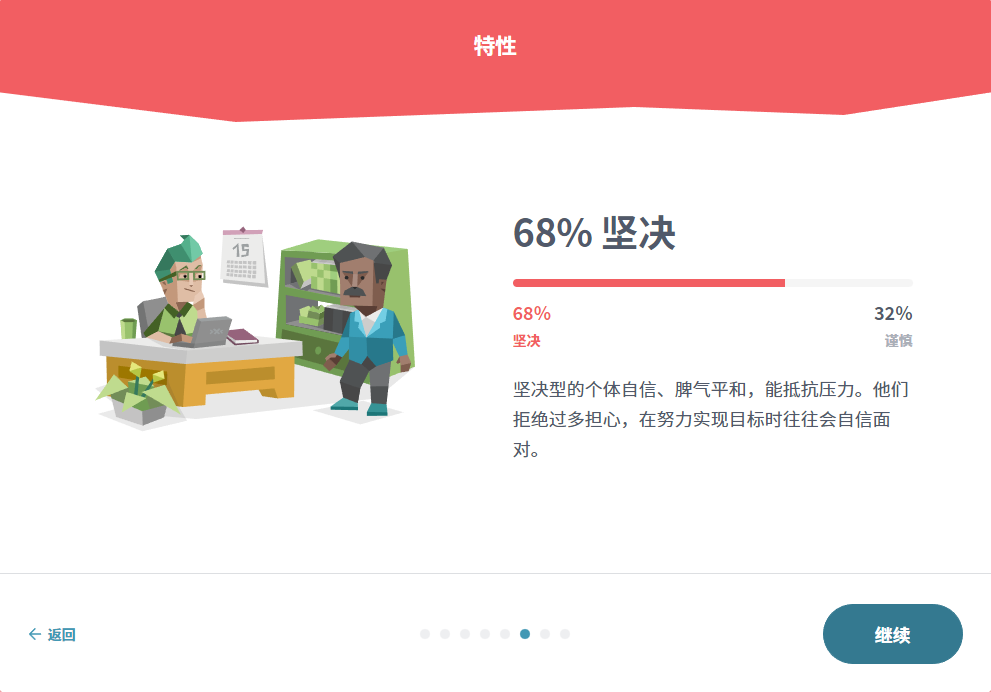 特性
15
68% 坚决
68%
32%
坚决
谨慎
坚决型的个体自信、脾气平和，能抵抗压力。他们
拒绝过多担心，在努力实现目标时往往会自信面
对。
← 返回
继续